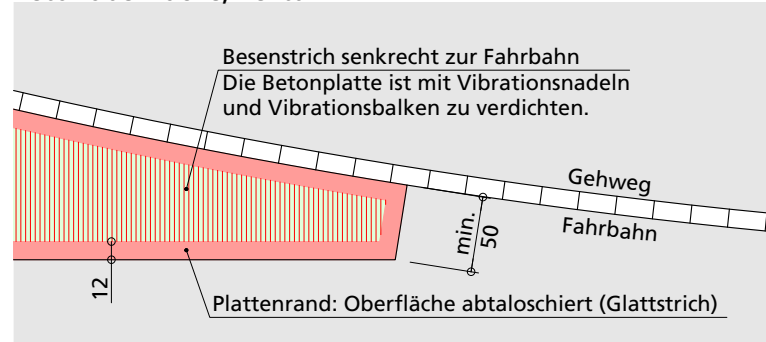 Besenstrich senkrecht zur Fahrbahn
Die Betonplatte ist mit Vibrationsnadeln
und Vibrationsbalken zu verdichten.
Gehweg
Fahrbahn
min.
50
12
Plattenrand: Oberfläche abtaloschiert (Glattstrich)